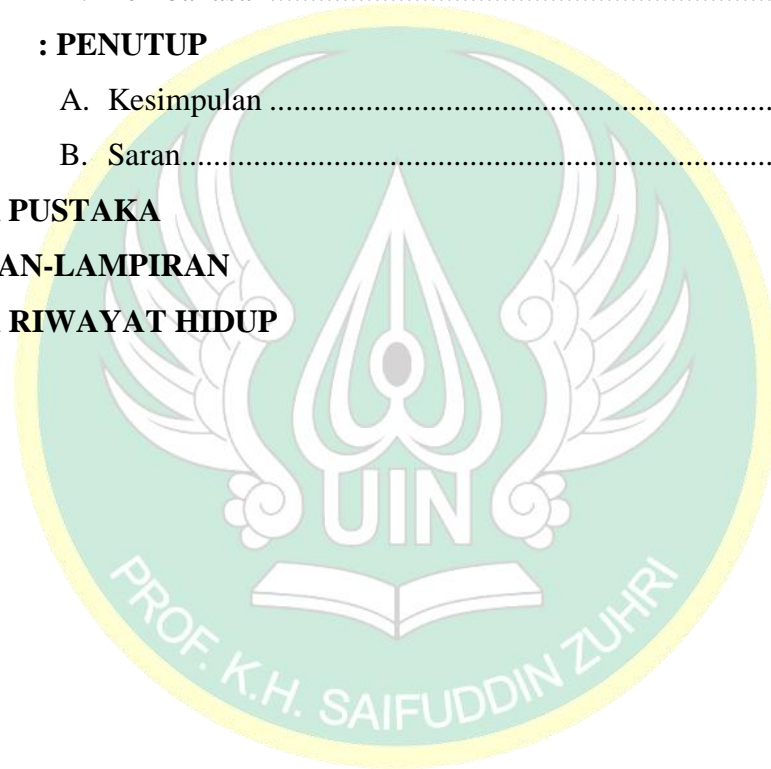 : PENUTUP
A. Kesimpulan ..............................................................
B. Saran.........................................................................
PUSTAKA
AN-LAMPIRAN
RIWAYAT HIDUP
UIN
PROF. K.H. SAIFUDDIN ZUHRI